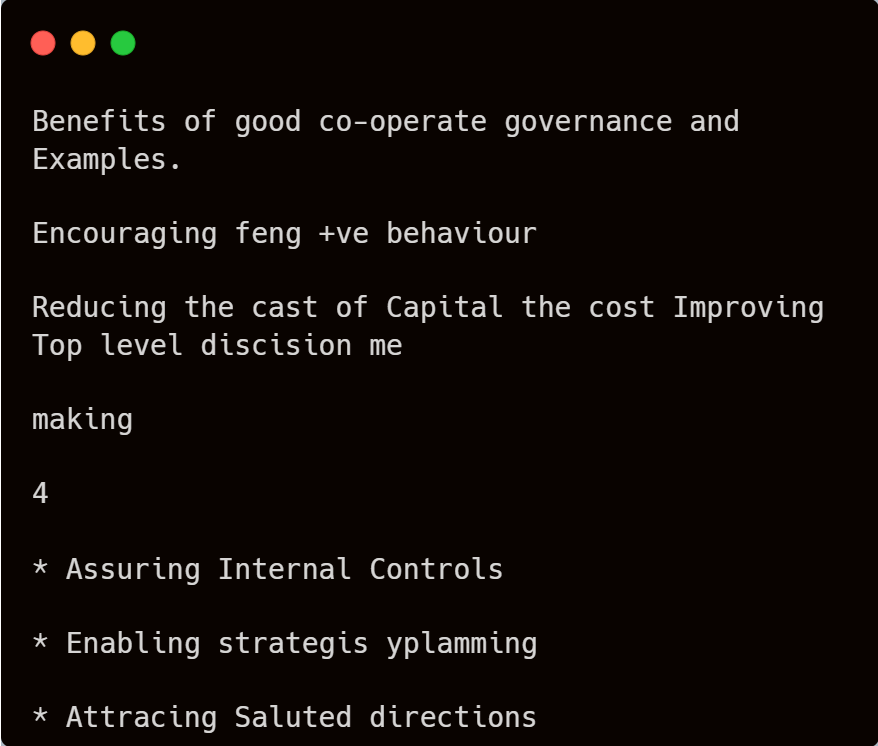 Benefits of good co-operate governance and
Examples.
Encouraging feng +ve behaviour
Reducing the cast of Capital the cost Improving
Top level discision me
making
4
* Assuring Internal Controls
* Enabling strategis yplamming
* Attracing Saluted directions